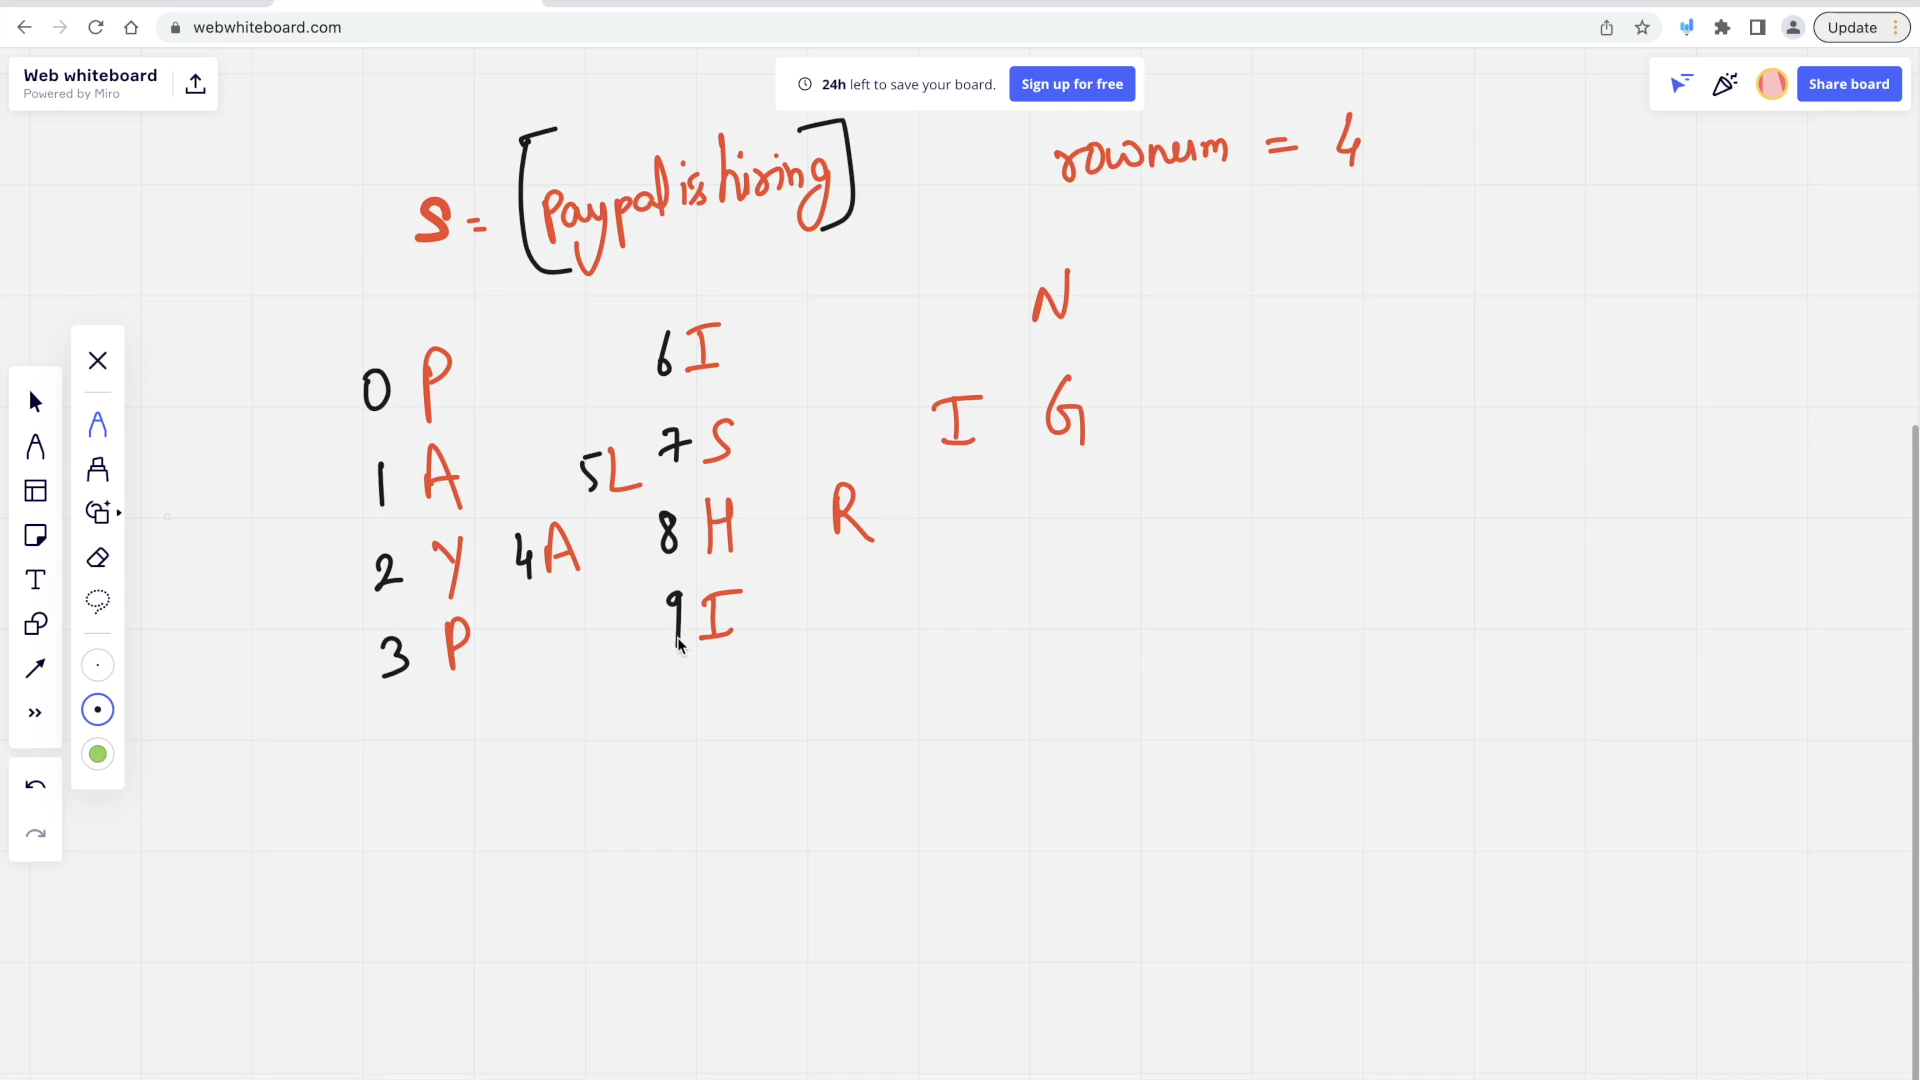 webwhiteboard.com
Update
Web whiteboard
Powered by Miro
24h left to save your board.
Sign up for free
Share board
S = [paypalishiring]
rownum = 4
N
6 I
0 P
I G
7 S
1 A
5 L
R
8 H
2 Y 4 A
9 I
3 P
T